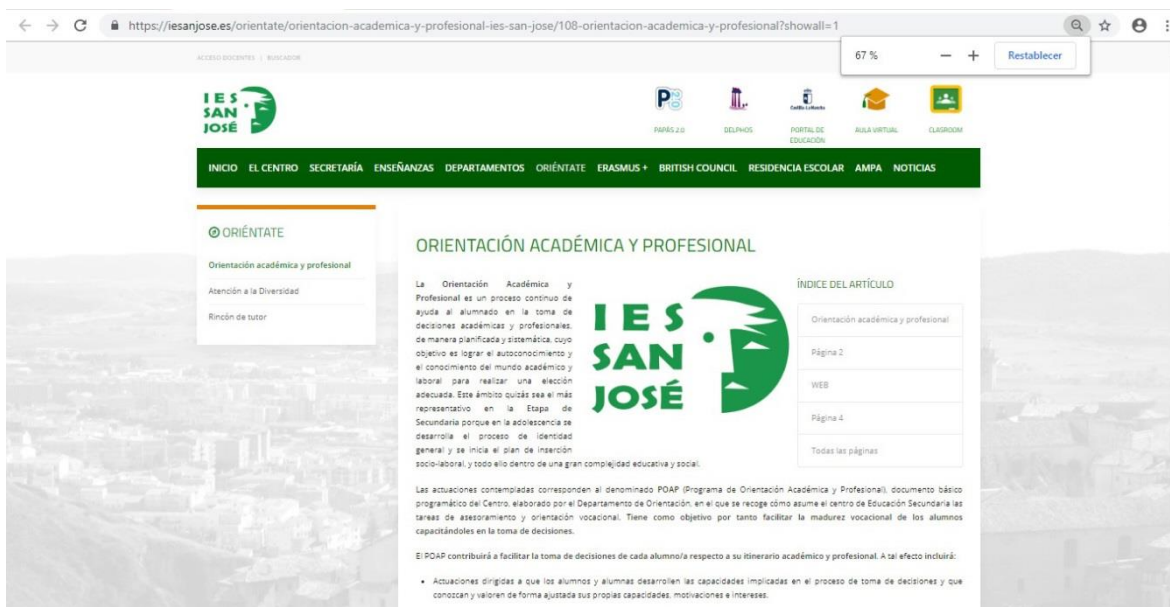 https://iesanjose.es/orientate/orientacion-academica-y-profesional-ies-san-jose/108-orientacion-academica-y-profesional?showall=1
67 % − + Restablecer
ACCESO DOCENTES | BUSCADOR
IES
SAN
JOSÉ
PAPÁS 2.0
DELPHOS
Castilla-La Mancha
PORTAL DE
EDUCACIÓN
AULA VIRTUAL
CLASROOM
INICIO EL CENTRO SECRETARÍA ENSEÑANZAS DEPARTAMENTOS ORIÉNTATE ERASMUS + BRITISH COUNCIL RESIDENCIA ESCOLAR AMPA NOTICIAS
ORIÉNTATE
Orientación académica y profesional
Atención a la Diversidad
Rincón de tutor
ORIENTACIÓN ACADÉMICA Y PROFESIONAL
La Orientación Académica y
Profesional es un proceso continuo de
ayuda al alumnado en la toma de
decisiones académicas y profesionales,
de manera planificada y sistemática, cuyo
objetivo es lograr el autoconocimiento y
el conocimiento del mundo académico y
laboral para realizar una elección
adecuada. Este ámbito quizás sea el más
representativo en la Etapa de
Secundaria porque en la adolescencia se
desarrolla el proceso de identidad
general y se inicia el plan de inserción
socio-laboral, y todo ello dentro de una gran complejidad educativa y social.
IES
SAN
JOSÉ
ÍNDICE DEL ARTÍCULO
Orientación académica y profesional
Página 2
WEB
Página 4
Todas las páginas
Las actuaciones contempladas corresponden al denominado POAP (Programa de Orientación Académica y Profesional), documento básico
programático del Centro, elaborado por el Departamento de Orientación, en el que se recoge cómo asume el centro de Educación Secundaria las
tareas de asesoramiento y orientación vocacional. Tiene como objetivo por tanto facilitar la madurez vocacional de los alumnos
capacitándoles en la toma de decisiones.
El POAP contribuirá a facilitar la toma de decisiones de cada alumno/a respecto a su itinerario académico y profesional. A tal efecto incluirá:
• Actuaciones dirigidas a que los alumnos y alumnas desarrollen las capacidades implicadas en el proceso de toma de decisiones y que
conozcan y valoren de forma ajustada sus propias capacidades, motivaciones e intereses.